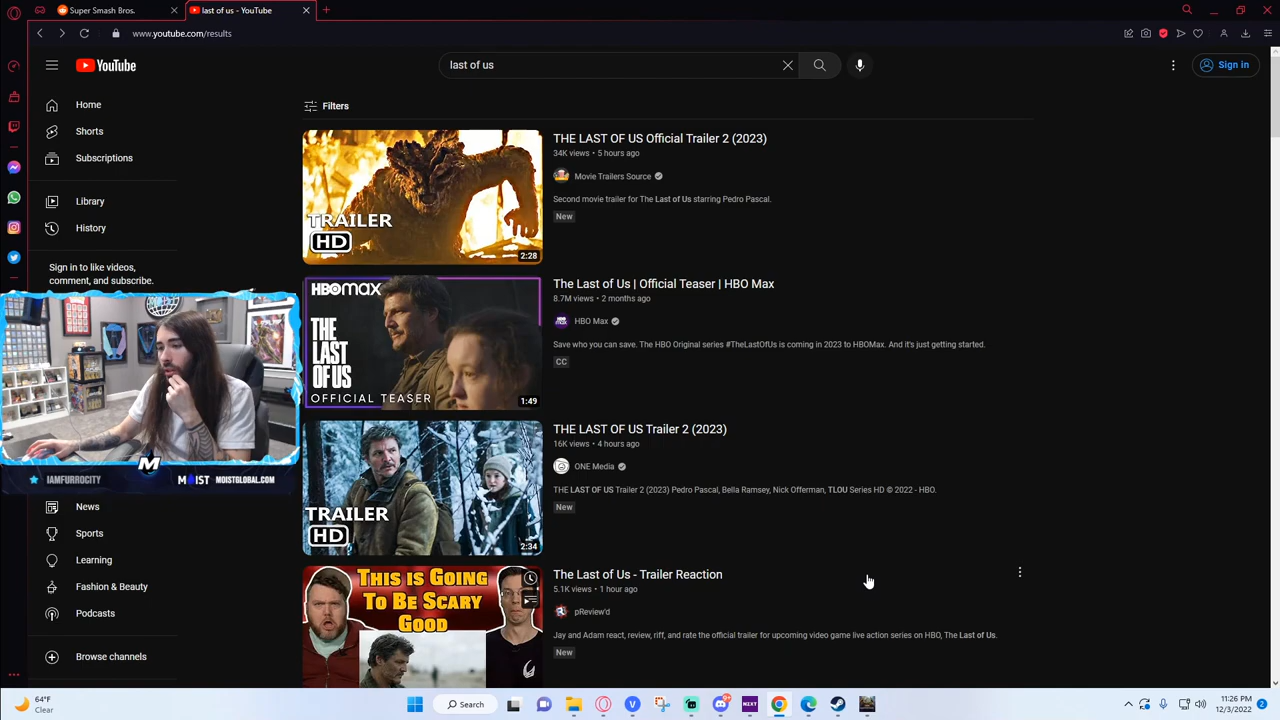 Super Smash Bros.
last of us - YouTube
www.youtube.com/results
YouTube
last of us
Sign in
Home
Shorts
Subscriptions
Library
History
Sign in to like videos,
comment, and subscribe.
IAMFURROCITY
M
MOIST
MOISTGLOBAL.COM
News
Sports
Learning
Fashion & Beauty
Podcasts
Browse channels
Filters
TRAILER
HD
2:28
THE LAST OF US Official Trailer 2 (2023)
34K views • 5 hours ago
Movie Trailers Source
Second movie trailer for The Last of Us starring Pedro Pascal.
New
HBOMAX
THE
LAST
OF US
OFFICIAL TEASER
1:49
The Last of Us | Official Teaser | HBO Max
8.7M views • 2 months ago
HBO Max
Save who you can save. The HBO Original series #TheLastOfUs is coming in 2023 to HBOMax. And it's just getting started.
CC
TRAILER
HD
2:34
THE LAST OF US Trailer 2 (2023)
16K views • 4 hours ago
ONE Media
THE LAST OF US Trailer 2 (2023) Pedro Pascal, Bella Ramsey, Nick Offerman, TLOU Series HD © 2022 - HBO.
New
THIS IS GOING
TO BE SCARY
GOOD
The Last of Us - Trailer Reaction
5.1K views • 1 hour ago
pReview'd
Jay and Adam react, review, riff, and rate the official trailer for upcoming video game live action series on HBO, The Last of Us.
New
64°F
Clear
Search
11:26 PM
12/3/2022
2